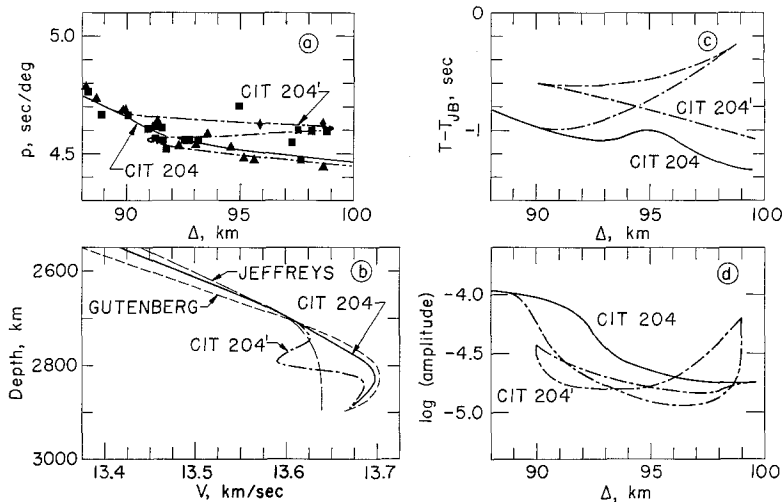 5.0
4.5
p, sec/deg
a
CIT 204'
CIT 204
90
95
100
Δ, km
0
-1
-2
T-T_JB, sec
c
CIT 204'
CIT 204
90
95
100
Δ, km
2600
2800
3000
Depth, km
b
JEFFREYS
GUTENBERG
CIT 204
CIT 204'
13.4
13.5
13.6
13.7
V, km/sec
-4.0
-4.5
-5.0
log (amplitude)
d
CIT 204
CIT 204'
90
95
100
Δ, km